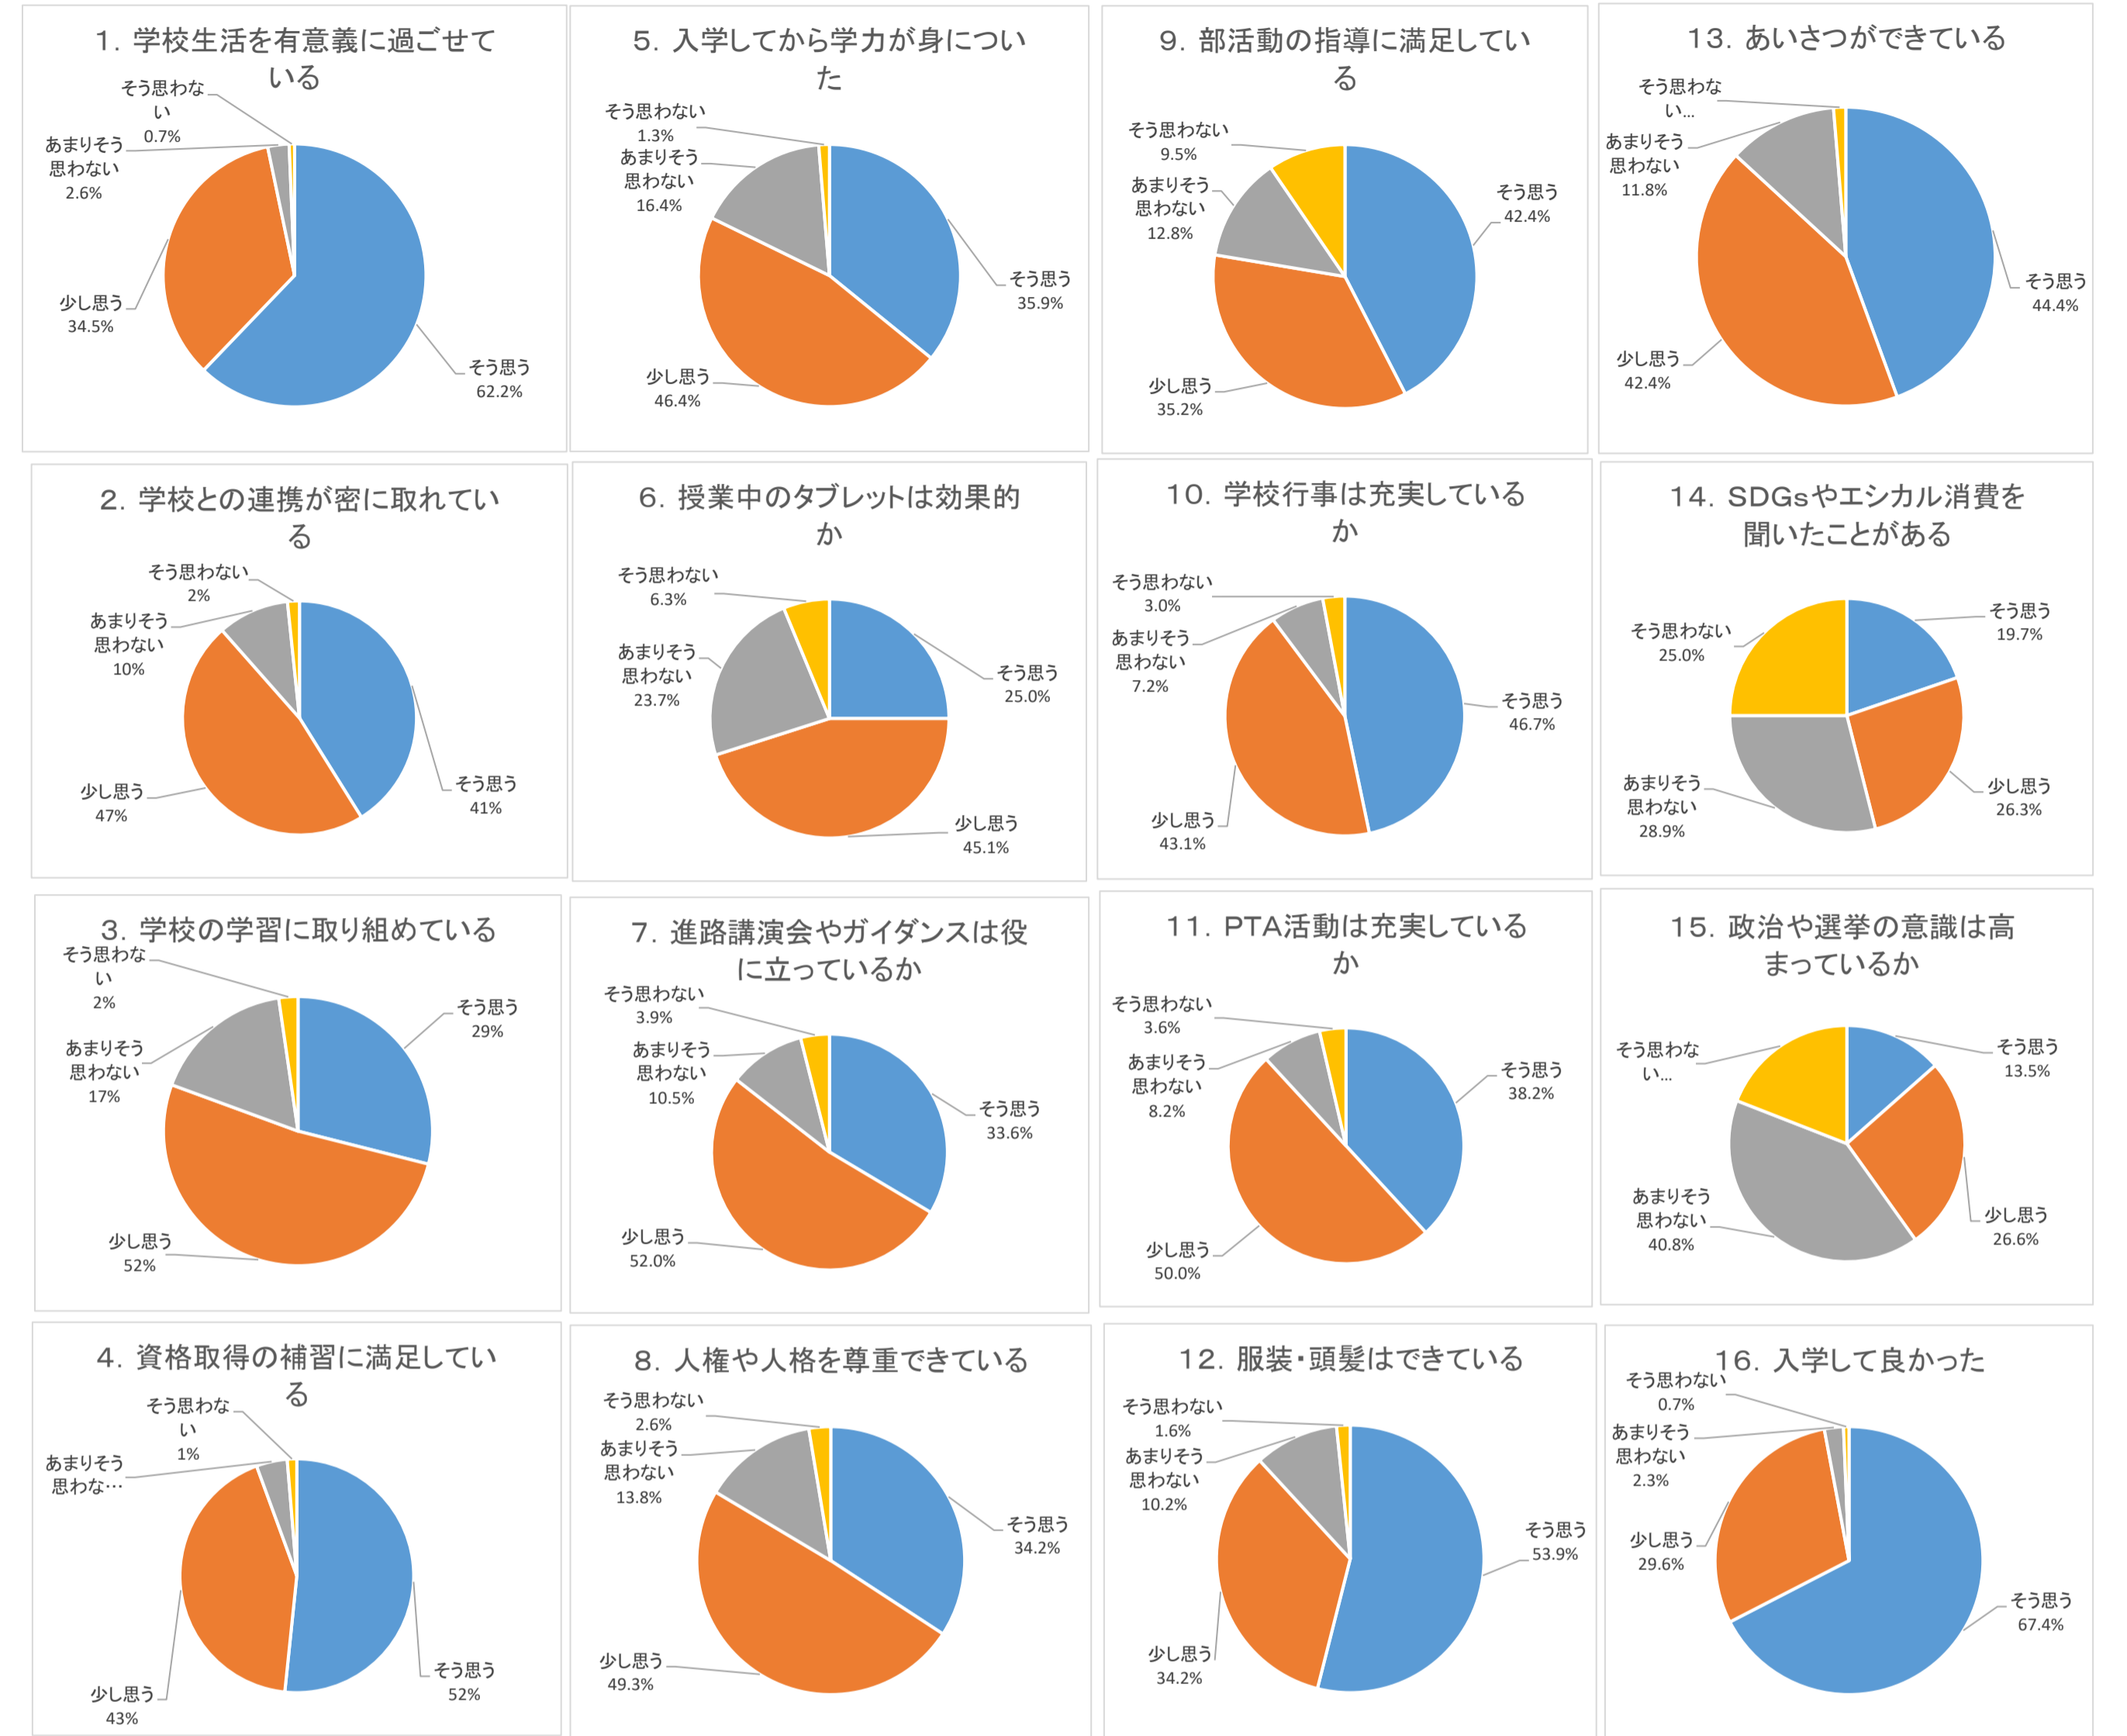 1．学校生活を有意義に過ごせて
いる
そう思わな
い
0.7%
あまりそう
思わない
2.6%
少し思う
34.5%
そう思う
62.2%
5．入学してから学力が身につい
た
そう思わない
1.3%
あまりそう
思わない
16.4%
そう思う
35.9%
少し思う
46.4%
9．部活動の指導に満足してい
る
そう思わない
9.5%
あまりそう
思わない
12.8%
そう思う
42.4%
少し思う
35.2%
13．あいさつができている
そう思わな
い…
あまりそう
思わない
11.8%
そう思う
44.4%
少し思う
42.4%
2．学校との連携が密に取れてい
る
そう思わない
2%
あまりそう
思わない
10%
少し思う
47%
そう思う
41%
6．授業中のタブレットは効果的
か
そう思わない
6.3%
あまりそう
思わない
23.7%
そう思う
25.0%
少し思う
45.1%
10．学校行事は充実している
か
そう思わない
3.0%
あまりそう
思わない
7.2%
そう思う
46.7%
少し思う
43.1%
14．SDGsやエシカル消費を
聞いたことがある
そう思わない
25.0%
そう思う
19.7%
あまりそう
思わない
28.9%
少し思う
26.3%
3．学校の学習に取り組めている
そう思わな
い
2%
そう思う
29%
あまりそう
思わない
17%
少し思う
52%
7．進路講演会やガイダンスは役
に立っているか
そう思わない
3.9%
あまりそう
思わない
10.5%
そう思う
33.6%
少し思う
52.0%
11．PTA活動は充実している
か
そう思わない
3.6%
あまりそう
思わない
8.2%
そう思う
38.2%
少し思う
50.0%
15．政治や選挙の意識は高
まっているか
そう思わな
い…
そう思う
13.5%
あまりそう
思わない
40.8%
少し思う
26.6%
4．資格取得の補習に満足してい
る
そう思わな
い
1%
あまりそう
思わな…
少し思う
43%
そう思う
52%
8．人権や人格を尊重できている
そう思わない
2.6%
あまりそう
思わない
13.8%
そう思う
34.2%
少し思う
49.3%
12．服装・頭髪はできている
そう思わない
1.6%
あまりそう
思わない
10.2%
そう思う
53.9%
少し思う
34.2%
16．入学して良かった
そう思わない
0.7%
あまりそう
思わない
2.3%
少し思う
29.6%
そう思う
67.4%